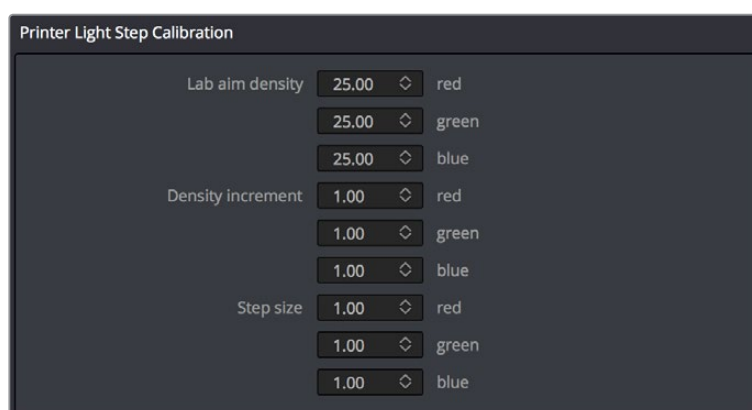 Printer Light Step Calibration
Lab aim density 25.00 red
25.00 green
25.00 blue
Density increment 1.00 red
1.00 green
1.00 blue
Step size 1.00 red
1.00 green
1.00 blue